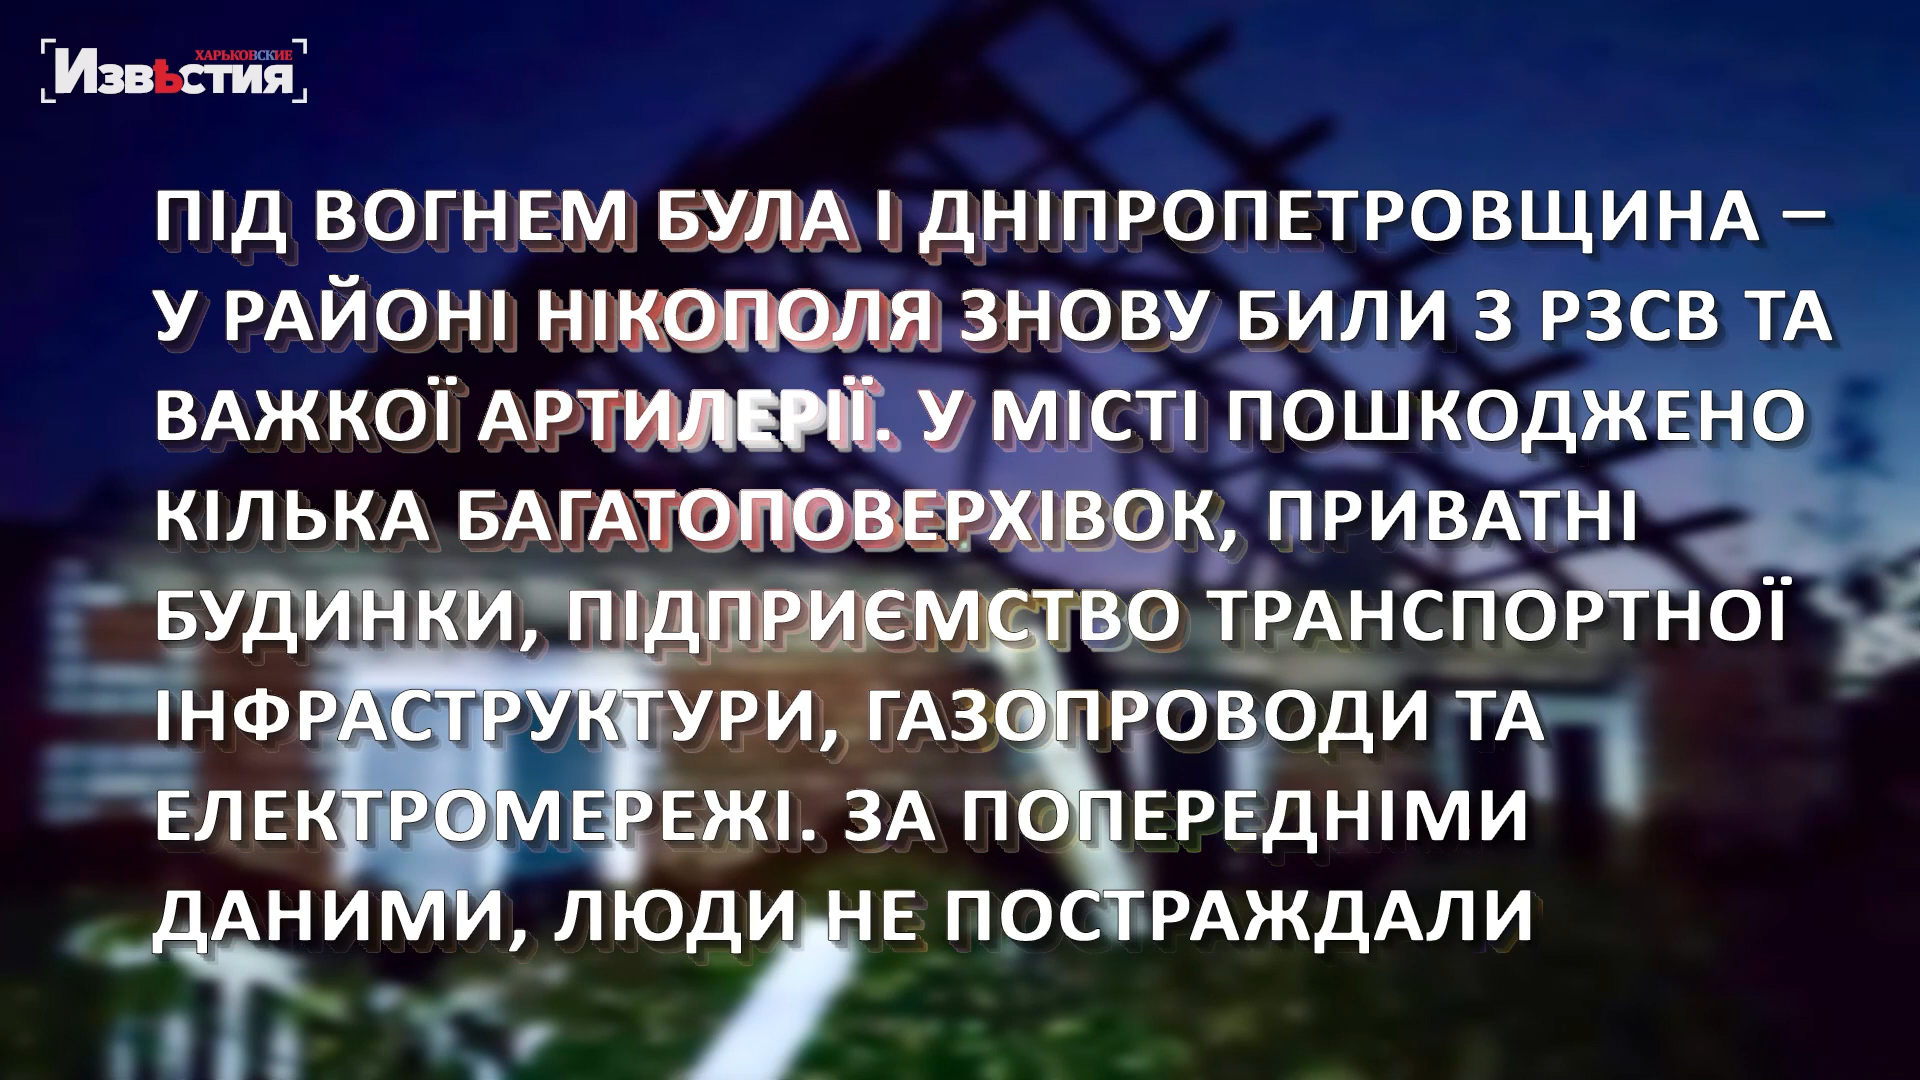 ХАРЬКОВСКИЕ
ИЗВѢСТИЯ
ПІД ВОГНЕМ БУЛА І ДНІПРОПЕТРОВЩИНА –
У РАЙОНІ НІКОПОЛЯ ЗНОВУ БИЛИ З РЗСВ ТА
ВАЖКОЇ АРТИЛЕРІЇ. У МІСТІ ПОШКОДЖЕНО
КІЛЬКА БАГАТОПОВЕРХІВОК, ПРИВАТНІ
БУДИНКИ, ПІДПРИЄМСТВО ТРАНСПОРТНОЇ
ІНФРАСТРУКТУРИ, ГАЗОПРОВОДИ ТА
ЕЛЕКТРОМЕРЕЖІ. ЗА ПОПЕРЕДНІМИ
ДАНИМИ, ЛЮДИ НЕ ПОСТРАЖДАЛИ